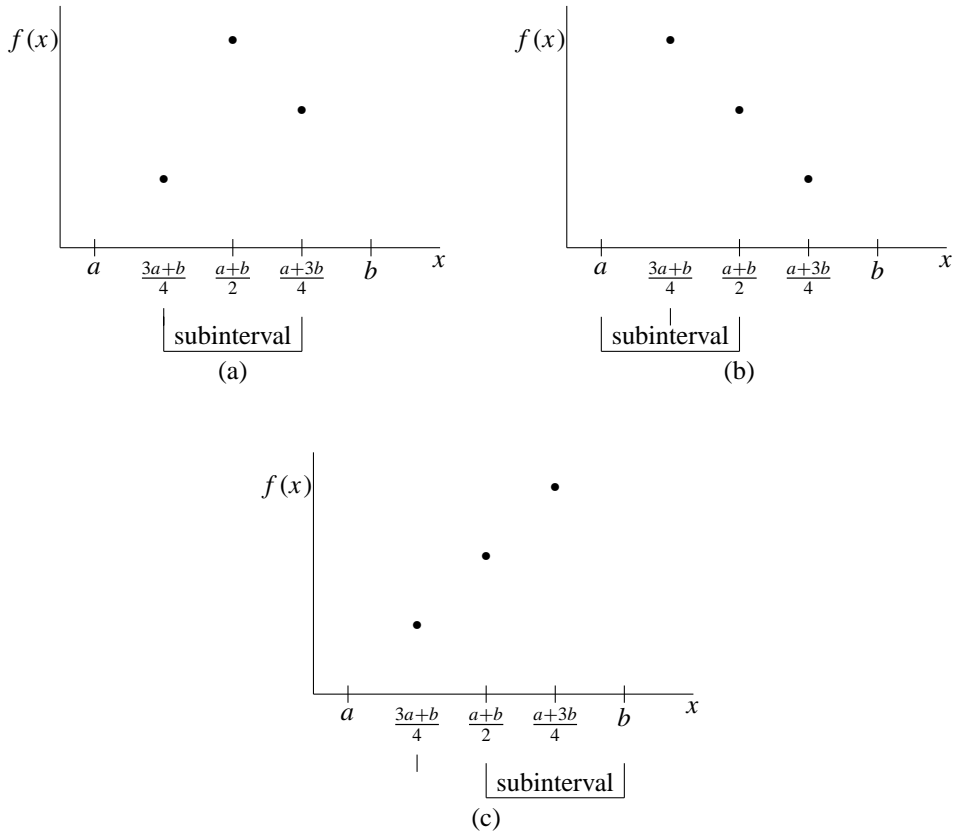 f(x)
a 3a+b/4 a+b/2 a+3b/4 b x
subinterval
(a)
f(x)
a 3a+b/4 a+b/2 a+3b/4 b x
subinterval
(b)
f(x)
a 3a+b/4 a+b/2 a+3b/4 b x
subinterval
(c)